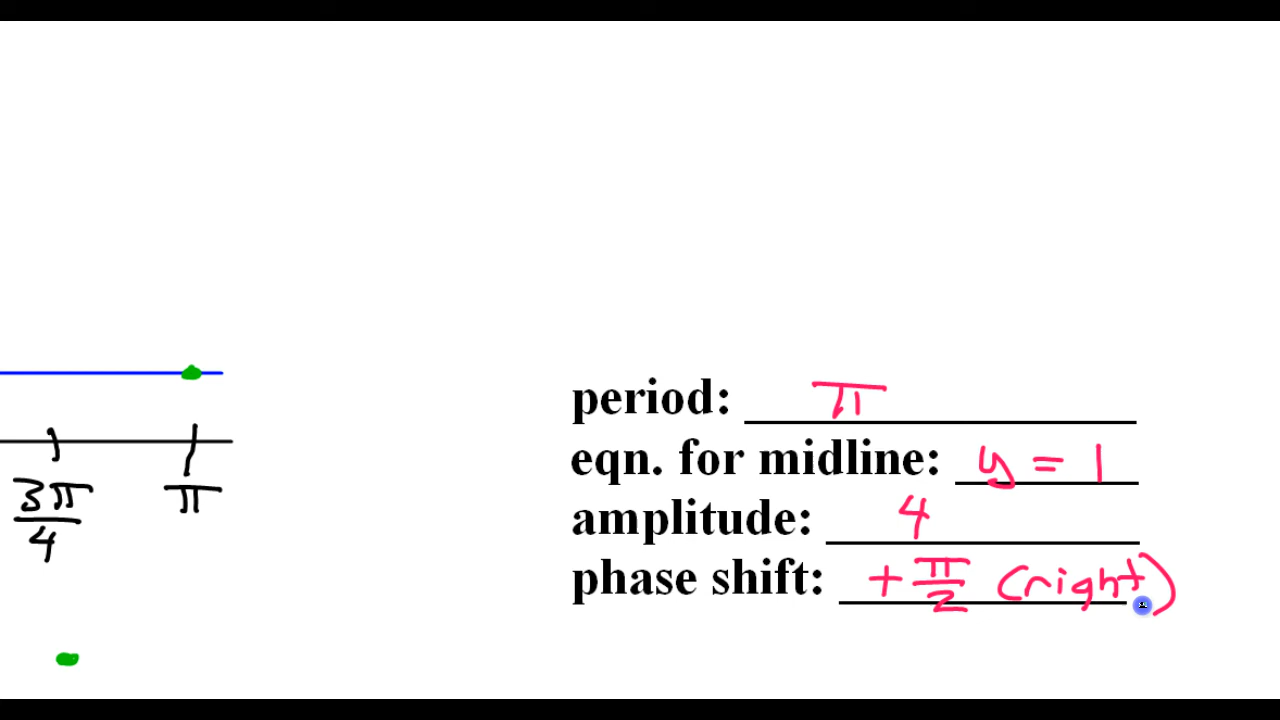 period: π
eqn. for midline: y = 1
amplitude: 4
phase shift: + π/2 (right)
3π/4 π